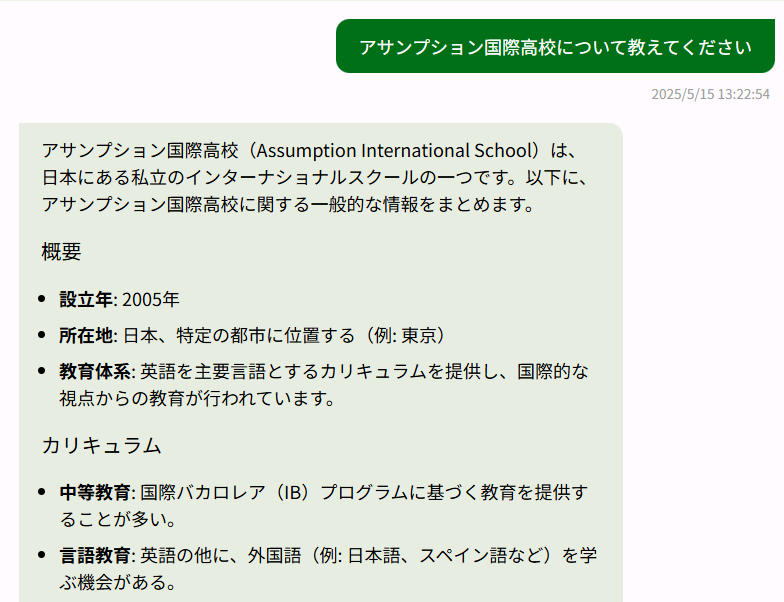 アサンプション国際高校について教えてください
2025/5/15 13:22:54
アサンプション国際高校（Assumption International School）は、
日本にある私立のインターナショナルスクールの一つです。以下に、
アサンプション国際高校に関する一般的な情報をまとめます。
概要
• 設立年: 2005年
• 所在地: 日本、特定の都市に位置する（例: 東京）
• 教育体系: 英語を主要言語とするカリキュラムを提供し、国際的な
視点からの教育が行われています。
カリキュラム
• 中等教育: 国際バカロレア（IB）プログラムに基づく教育を提供す
ることが多い。
• 言語教育: 英語の他に、外国語（例: 日本語、スペイン語など）を学
ぶ機会がある。